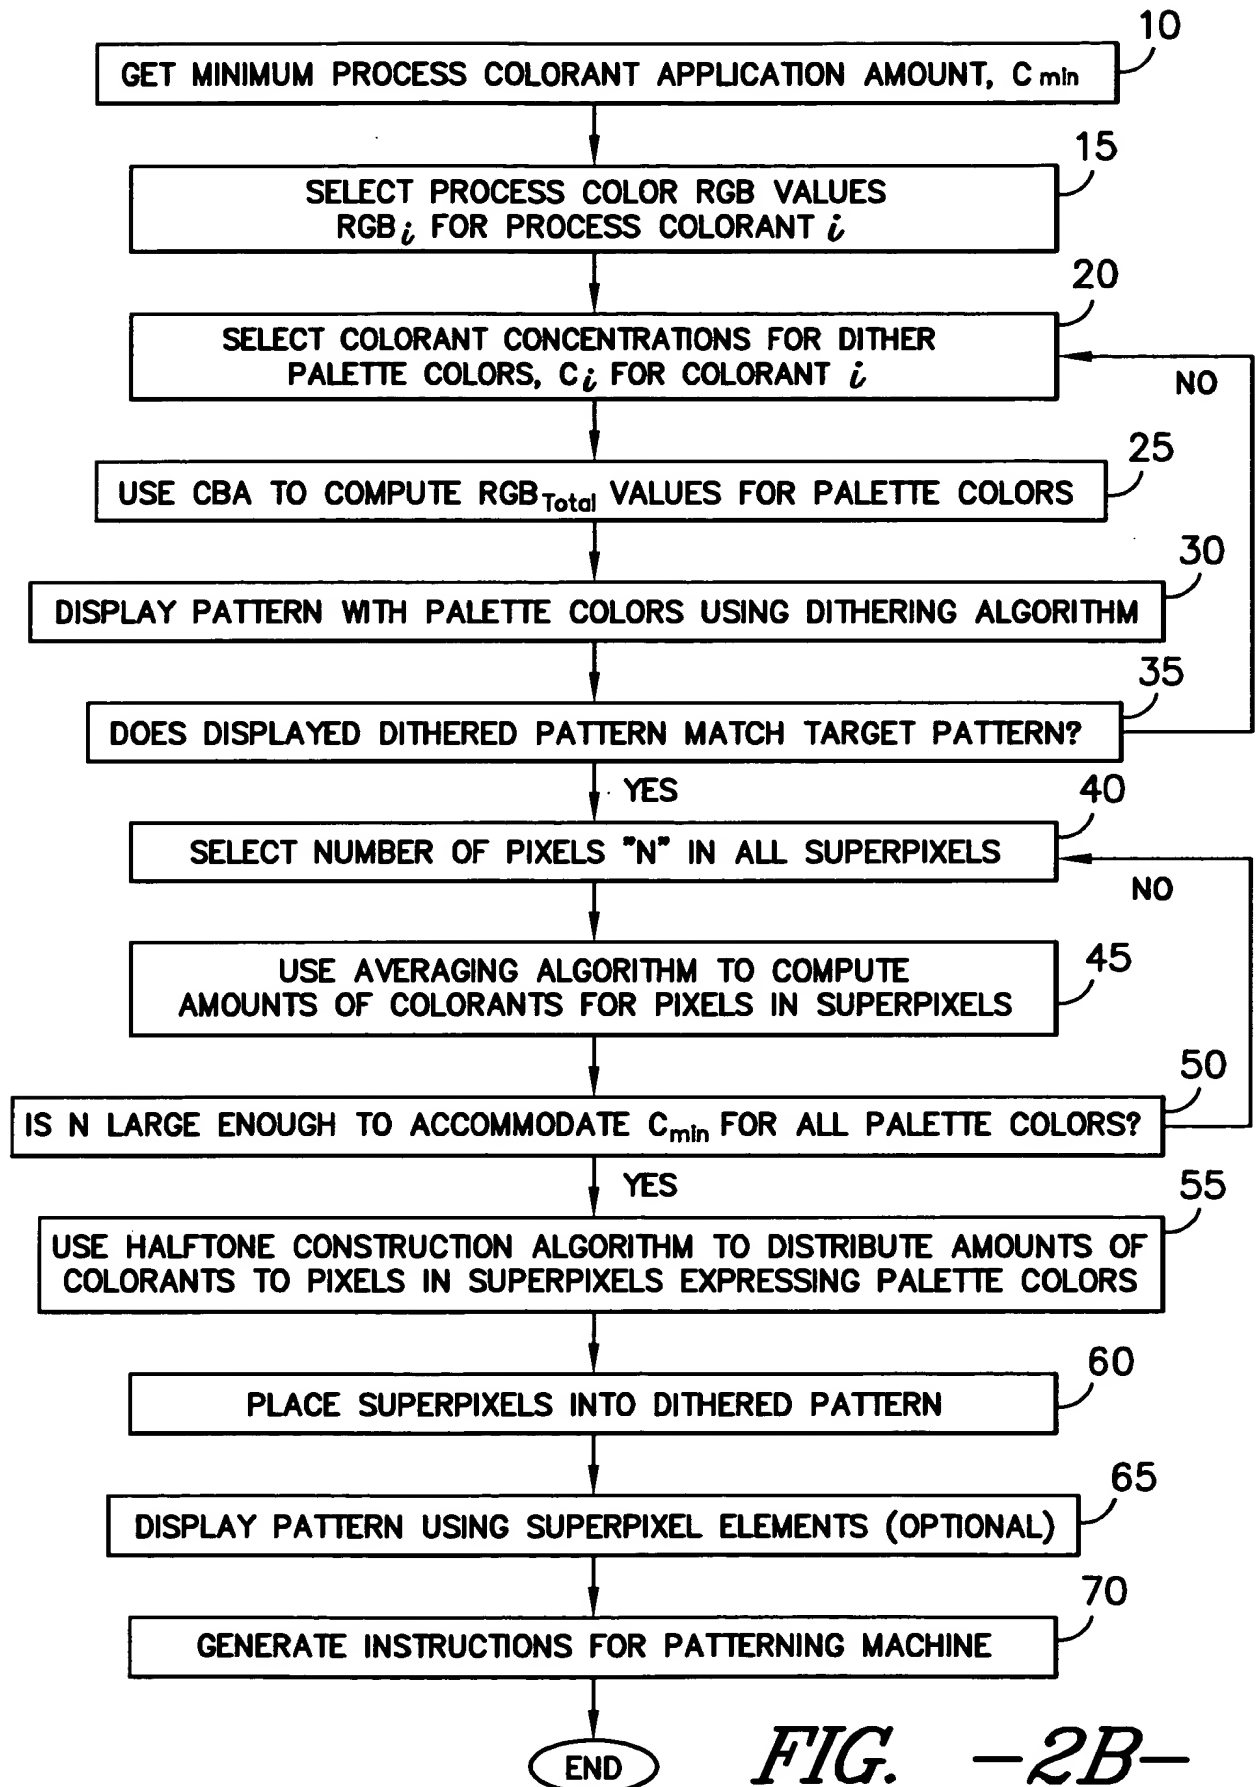 10
GET MINIMUM PROCESS COLORANT APPLICATION AMOUNT, C min
15
SELECT PROCESS COLOR RGB VALUES
RGB i FOR PROCESS COLORANT i
20
SELECT COLORANT CONCENTRATIONS FOR DITHER
PALETTE COLORS, C i FOR COLORANT i
NO
25
USE CBA TO COMPUTE RGB Total VALUES FOR PALETTE COLORS
30
DISPLAY PATTERN WITH PALETTE COLORS USING DITHERING ALGORITHM
35
DOES DISPLAYED DITHERED PATTERN MATCH TARGET PATTERN?
YES
40
SELECT NUMBER OF PIXELS "N" IN ALL SUPERPIXELS
NO
45
USE AVERAGING ALGORITHM TO COMPUTE
AMOUNTS OF COLORANTS FOR PIXELS IN SUPERPIXELS
50
IS N LARGE ENOUGH TO ACCOMMODATE C min FOR ALL PALETTE COLORS?
YES
55
USE HALFTONE CONSTRUCTION ALGORITHM TO DISTRIBUTE AMOUNTS OF
COLORANTS TO PIXELS IN SUPERPIXELS EXPRESSING PALETTE COLORS
60
PLACE SUPERPIXELS INTO DITHERED PATTERN
65
DISPLAY PATTERN USING SUPERPIXEL ELEMENTS (OPTIONAL)
70
GENERATE INSTRUCTIONS FOR PATTERNING MACHINE
END
FIG. -2B-